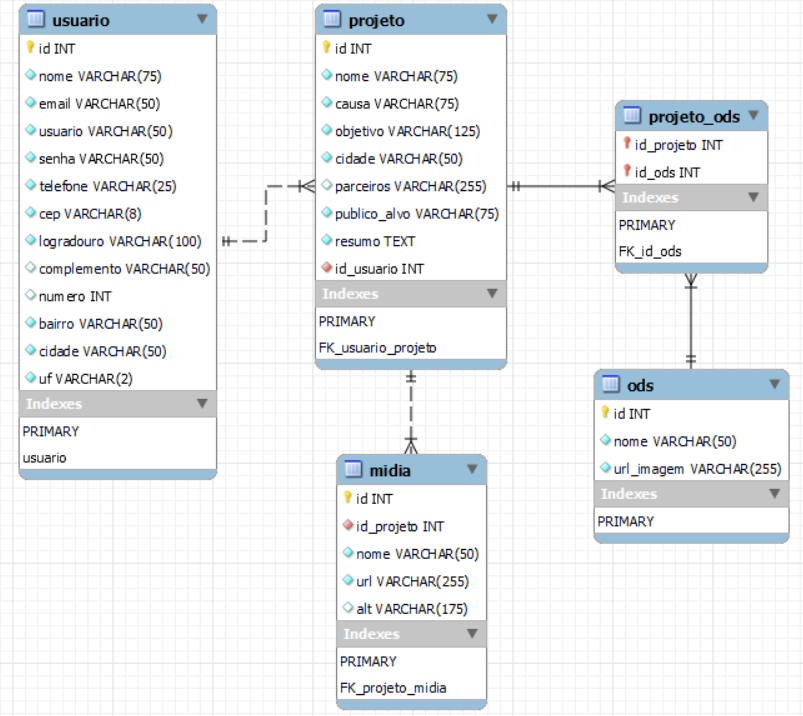 usuario
id INT
nome VARCHAR(75)
email VARCHAR(50)
usuario VARCHAR(50)
senha VARCHAR(50)
telefone VARCHAR(25)
cep VARCHAR(8)
logradouro VARCHAR(100)
complemento VARCHAR(50)
numero INT
bairro VARCHAR(50)
cidade VARCHAR(50)
uf VARCHAR(2)
Indexes
PRIMARY
usuario
projeto
id INT
nome VARCHAR(75)
causa VARCHAR(75)
objetivo VARCHAR(125)
cidade VARCHAR(50)
parceiros VARCHAR(255)
publico_alvo VARCHAR(75)
resumo TEXT
id_usuario INT
Indexes
PRIMARY
FK_usuario_projeto
projeto_ods
id_projeto INT
id_ods INT
Indexes
PRIMARY
FK_id_ods
midia
id INT
id_projeto INT
nome VARCHAR(50)
url VARCHAR(255)
alt VARCHAR(175)
Indexes
PRIMARY
FK_projeto_midia
ods
id INT
nome VARCHAR(50)
url_imagem VARCHAR(255)
Indexes
PRIMARY